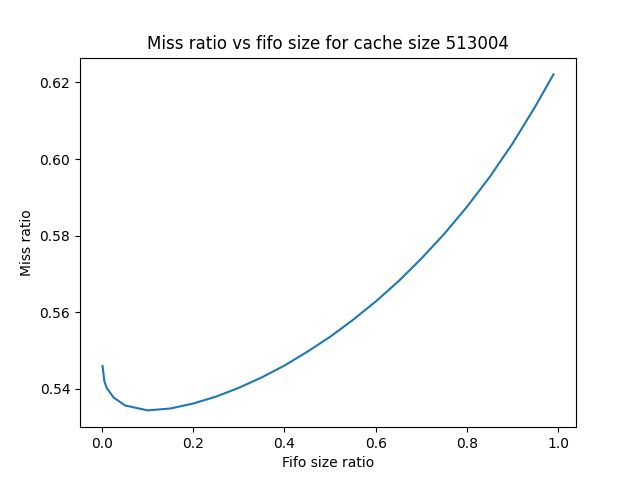 Miss ratio vs fifo size for cache size 513004
0.62
0.60
0.58
0.56
0.54
Miss ratio
0.0 0.2 0.4 0.6 0.8 1.0
Fifo size ratio